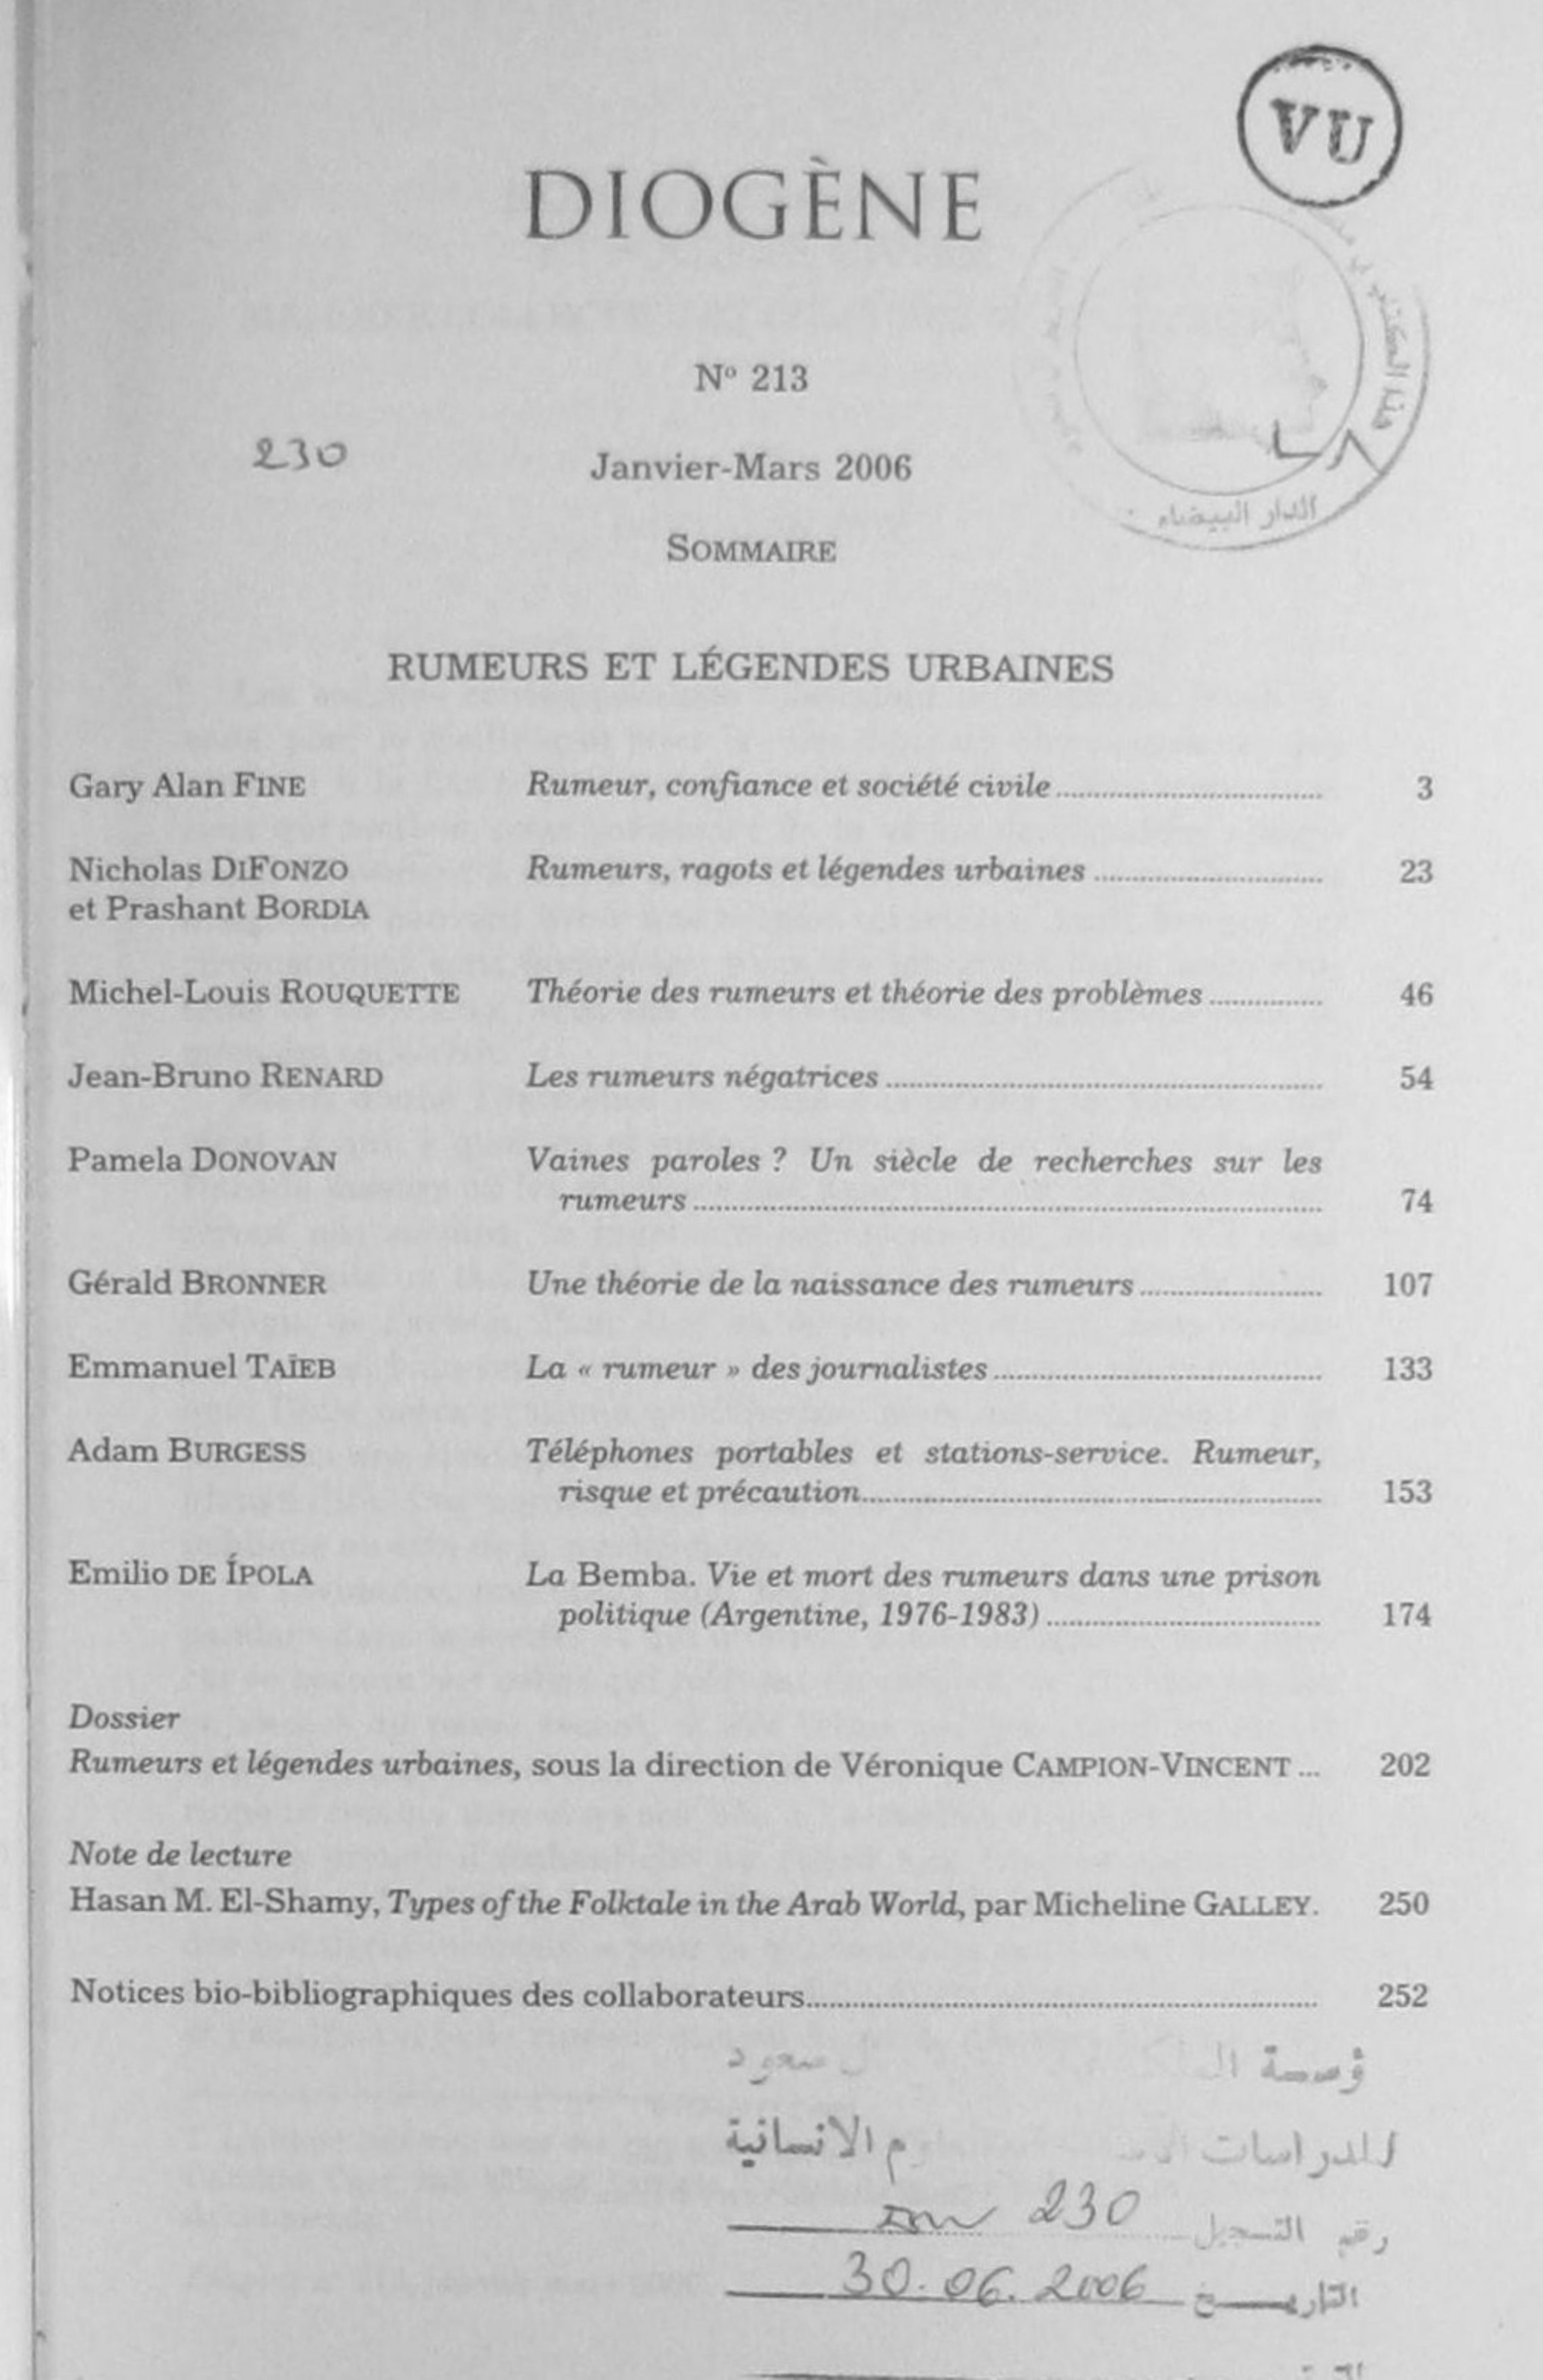 VU
DIOGÈNE
Nº 213
230
Janvier-Mars 2006
الدار البيضاء
SOMMAIRE
RUMEURS ET LÉGENDES URBAINES
Gary Alan FINE Rumeur, confiance et société civile 3
Nicholas DIFONZO Rumeurs, ragots et légendes urbaines 23
et Prashant BORDIA
Michel-Louis ROUQUETTE Théorie des rumeurs et théorie des problèmes 46
Jean-Bruno RENARD Les rumeurs négatrices 54
Pamela DONOVAN Vaines paroles ? Un siècle de recherches sur les
rumeurs 74
Gérald BRONNER Une théorie de la naissance des rumeurs 107
Emmanuel TAÏEB La « rumeur » des journalistes 133
Adam BURGESS Téléphones portables et stations-service. Rumeur,
risque et précaution 153
Emilio DE ÍPOLA La Bemba. Vie et mort des rumeurs dans une prison
politique (Argentine, 1976-1983) 174
Dossier
Rumeurs et légendes urbaines, sous la direction de Véronique CAMPION-VINCENT ... 202
Note de lecture
Hasan M. El-Shamy, Types of the Folktale in the Arab World, par Micheline GALLEY. 250
Notices bio-bibliographiques des collaborateurs 252
سعود
للدراسات الانسانية
رقم التسجيل 230
التاريخ 30.06.2006